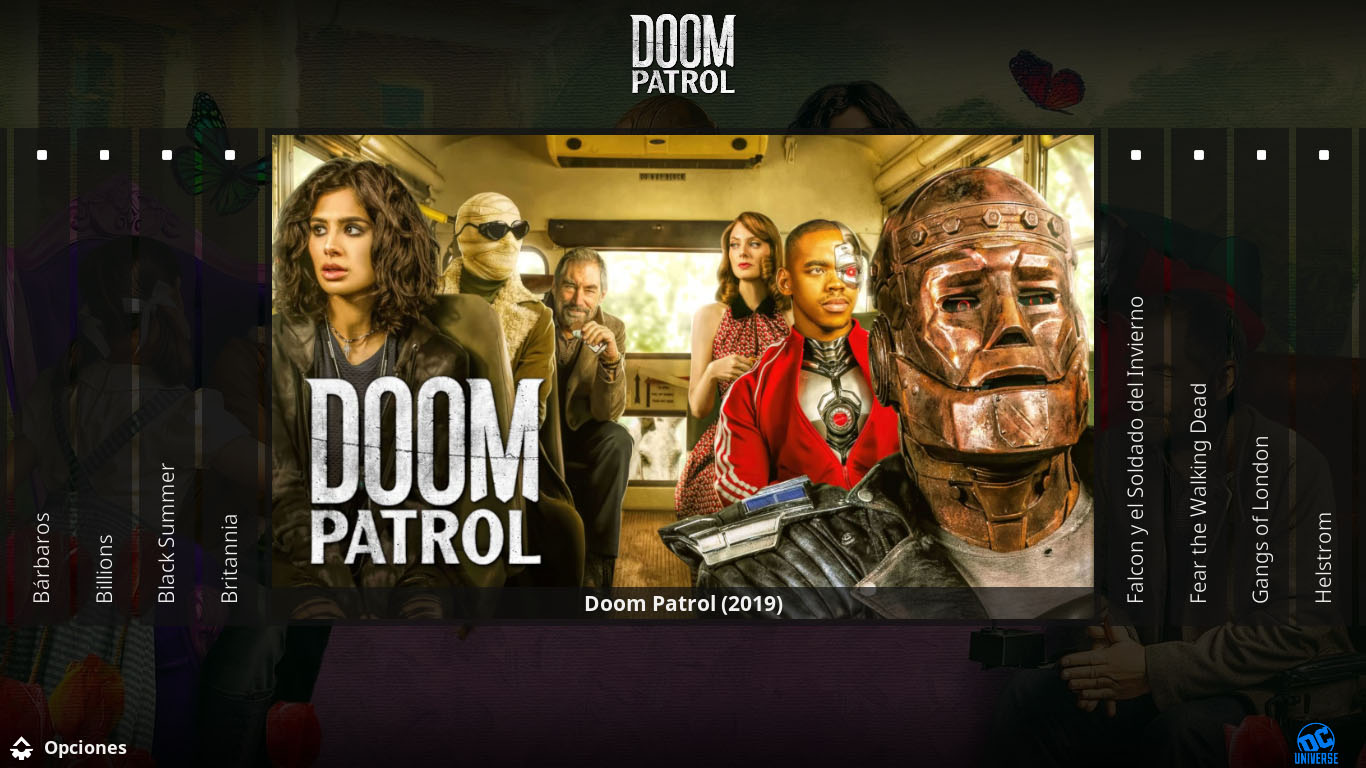 DOOM
PATROL
Bárbaros
Billions
Black Summer
Britannia
DOOM
PATROL
Doom Patrol (2019)
Falcon y el Soldado del Invierno
Fear the Walking Dead
Gangs of London
Helstrom
Opciones
DC
UNIVERSE